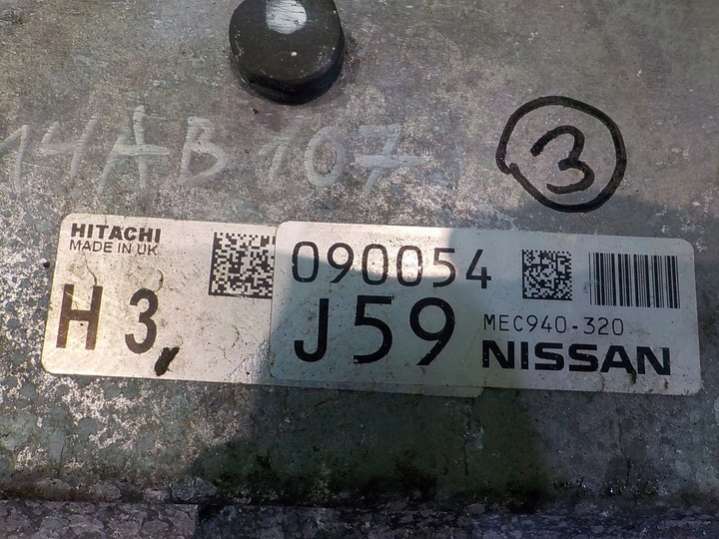 14AB107
3
HITACHI
MADE IN UK
H3
090054
J59
MEC940-320
NISSAN